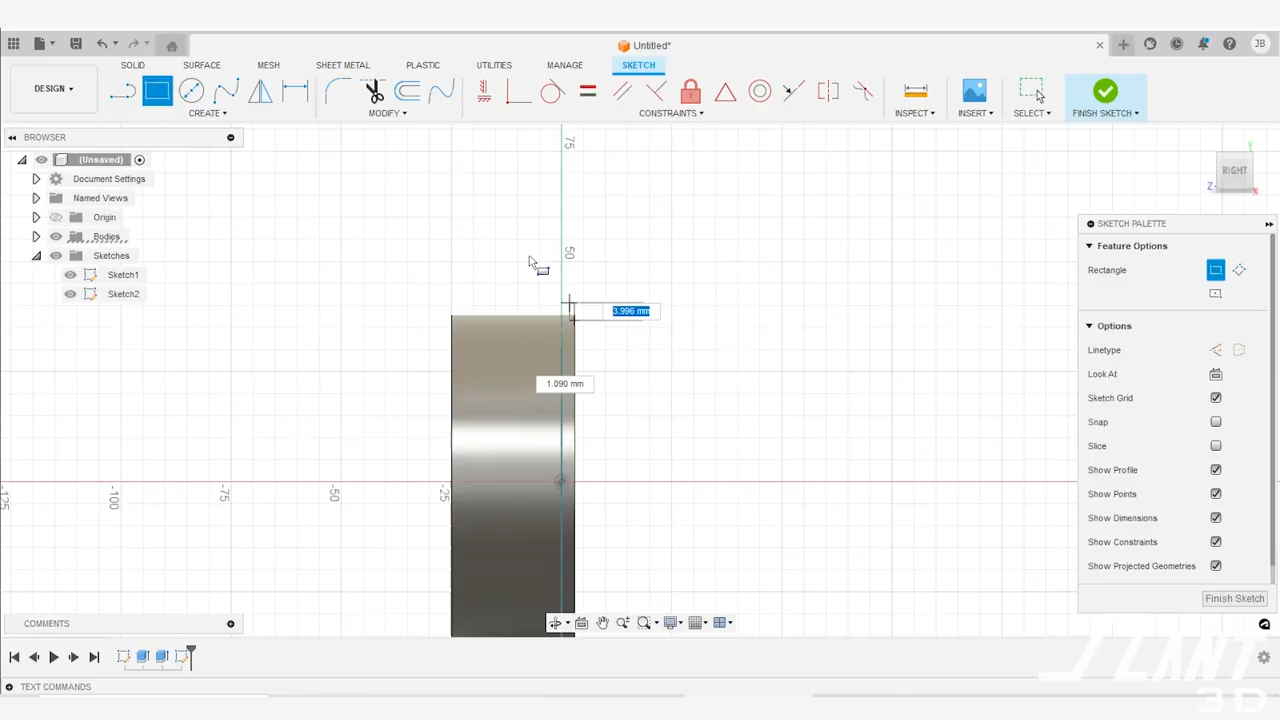 Untitled*
JB
DESIGN
SOLID
SURFACE
MESH
SHEET METAL
PLASTIC
UTILITIES
MANAGE
SKETCH
CREATE
MODIFY
CONSTRAINTS
INSPECT
INSERT
SELECT
FINISH SKETCH
BROWSER
(Unsaved)
Document Settings
Named Views
Origin
Bodies
Sketches
Sketch1
Sketch2
75
50
3.996 mm
1.090 mm
-125
-100
-75
-50
-25
Y
RIGHT
Z
X
SKETCH PALETTE
Feature Options
Rectangle
Options
Linetype
Look At
Sketch Grid
Snap
Slice
Show Profile
Show Points
Show Dimensions
Show Constraints
Show Projected Geometries
Finish Sketch
COMMENTS
TEXT COMMANDS
SLANT
3D